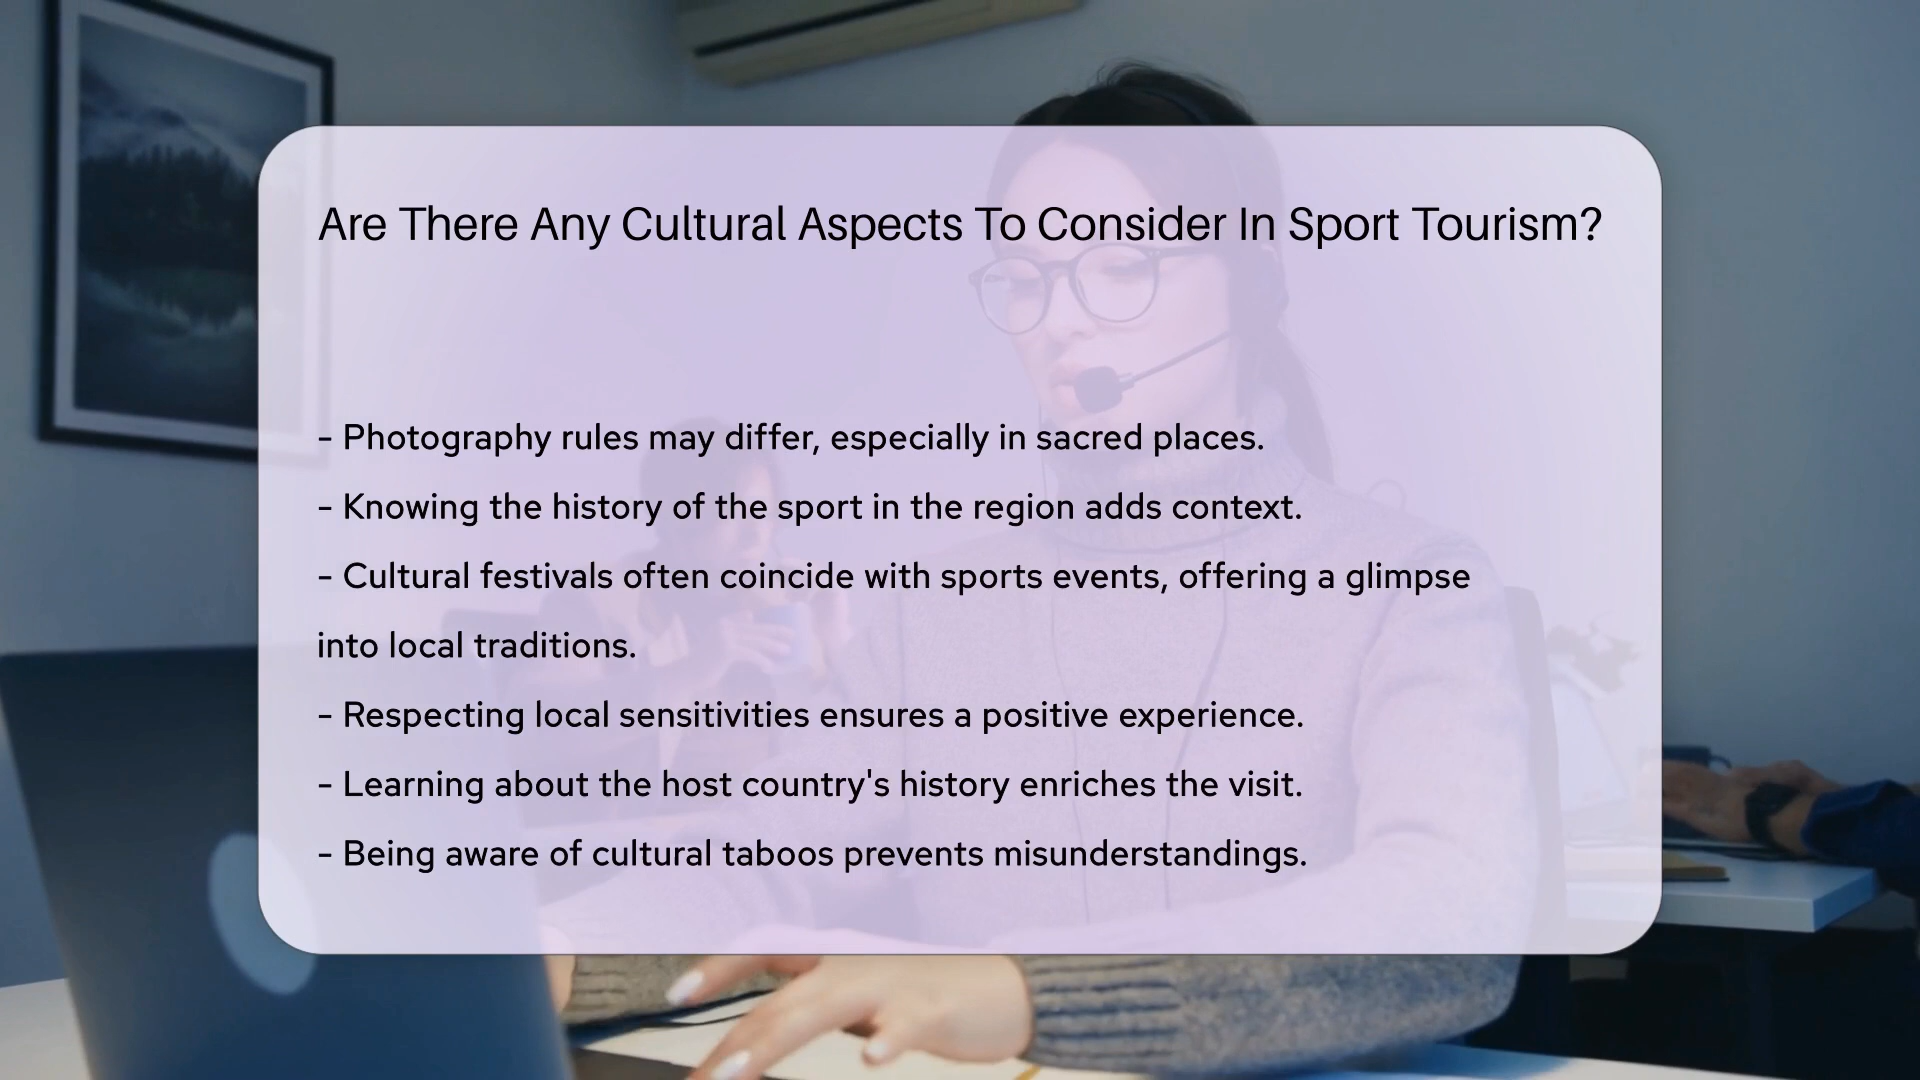 Are There Any Cultural Aspects To Consider In Sport Tourism?
- Photography rules may differ, especially in sacred places.
- Knowing the history of the sport in the region adds context.
- Cultural festivals often coincide with sports events, offering a glimpse
into local traditions.
- Respecting local sensitivities ensures a positive experience.
- Learning about the host country's history enriches the visit.
- Being aware of cultural taboos prevents misunderstandings.